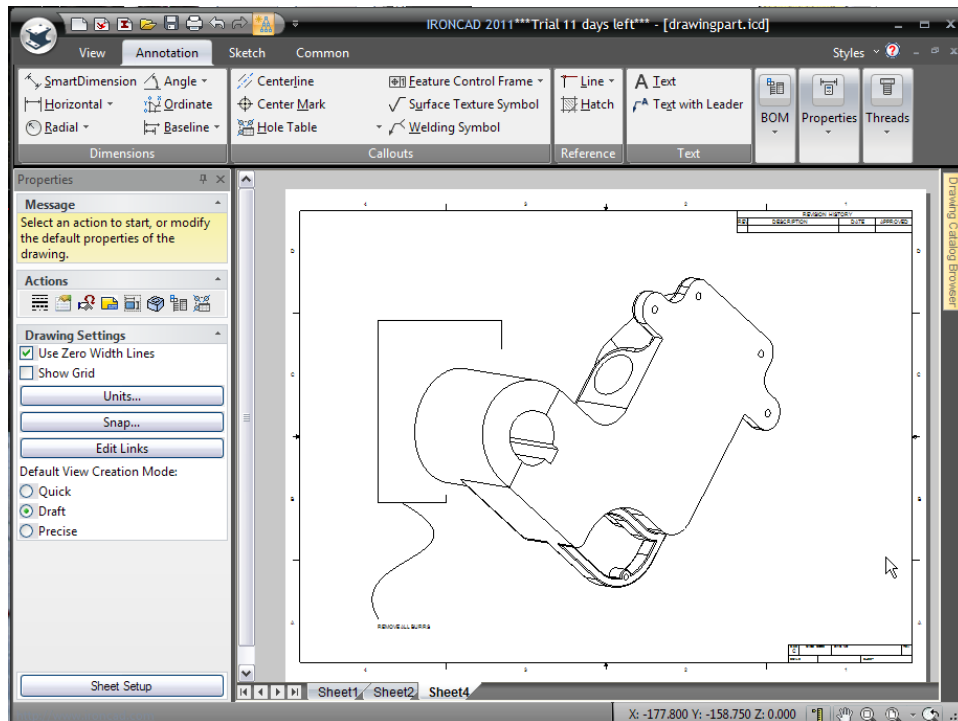 IRONCAD 2011***Trial 11 days left*** - [drawingpart.icd]
View Annotation Sketch Common Styles
SmartDimension Angle Centerline Feature Control Frame Line A Text
Horizontal Ordinate Center Mark Surface Texture Symbol Hatch Text with Leader
Radial Baseline Hole Table Welding Symbol BOM Properties Threads
Dimensions Callouts Reference Text
Properties
Message
Select an action to start, or modify
the default properties of the
drawing.
Actions
Drawing Settings
Use Zero Width Lines
Show Grid
Units...
Snap...
Edit Links
Default View Creation Mode:
Quick
Draft
Precise
Sheet Setup
REVISION HISTORY
REV DESCRIPTION DATE APPROVED
REMOVE ALL BURRS
Drawing Catalog Browser
Sheet1 Sheet2 Sheet4
X: -177.800 Y: -158.750 Z: 0.000